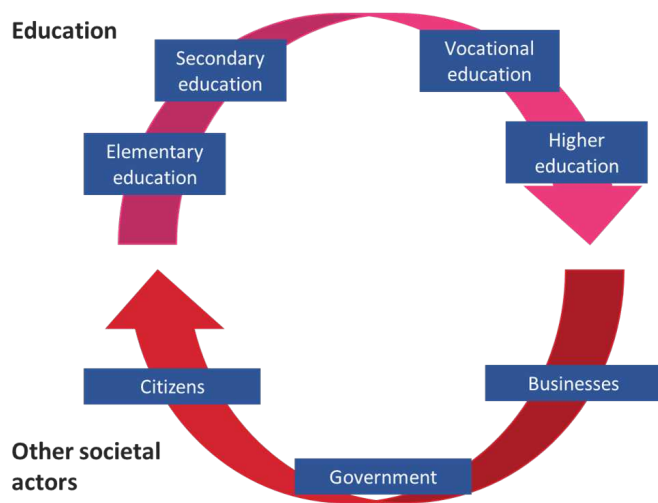 Education
Secondary
education
Vocational
education
Elementary
education
Higher
education
Citizens
Businesses
Other societal
actors
Government